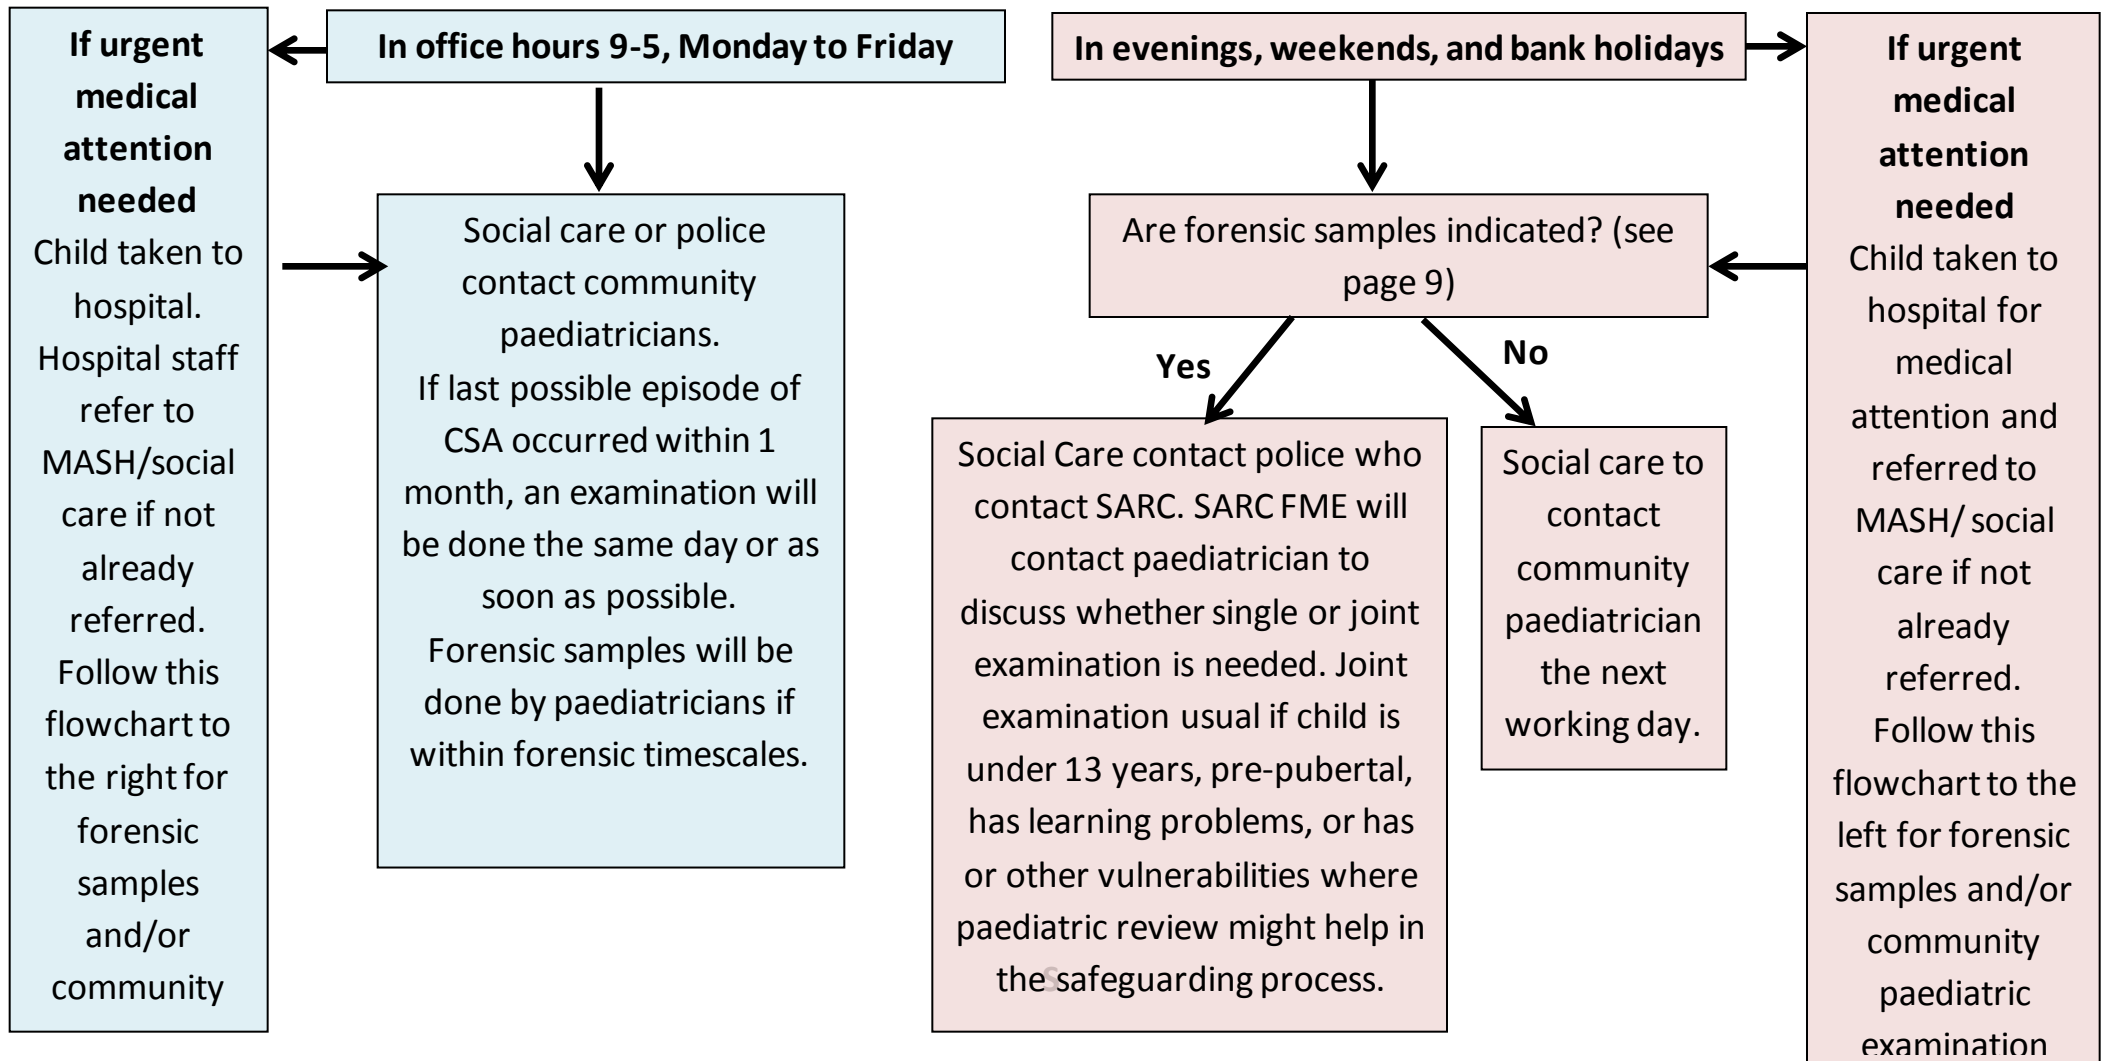 If urgent
medical
attention
needed
Child taken to
hospital.
Hospital staff
refer to
MASH/social
care if not
already
referred.
Follow this
flowchart to
the right for
forensic
samples
and/or
community
In office hours 9-5, Monday to Friday
Social care or police
contact community
paediatricians.
If last possible episode of
CSA occurred within 1
month, an examination will
be done the same day or as
soon as possible.
Forensic samples will be
done by paediatricians if
within forensic timescales.
In evenings, weekends, and bank holidays
Are forensic samples indicated? (see
page 9)
Yes
No
Social Care contact police who
contact SARC. SARC FME will
contact paediatrician to
discuss whether single or joint
examination is needed. Joint
examination usual if child is
under 13 years, pre-pubertal,
has learning problems, or has
or other vulnerabilities where
paediatric review might help in
the safeguarding process.
Social care to
contact
community
paediatrician
the next
working day.
If urgent
medical
attention
needed
Child taken to
hospital for
medical
attention and
referred to
MASH/ social
care if not
already
referred.
Follow this
flowchart to the
left for forensic
samples and/or
community
paediatric
examination